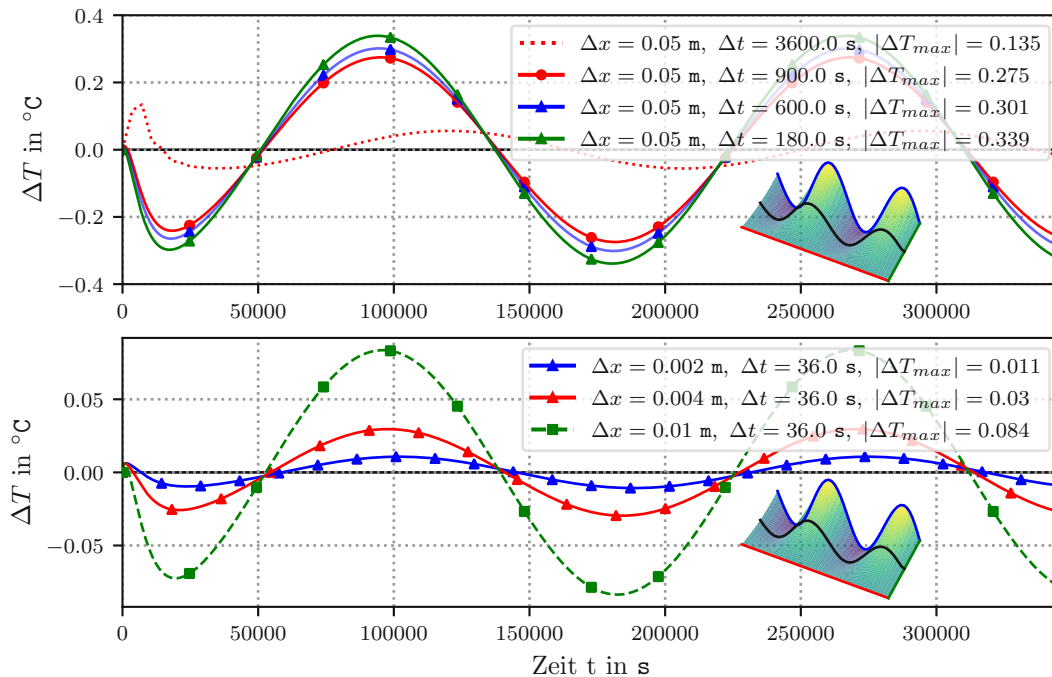 0.4
0.2
0.0
−0.2
−0.4
ΔT in °C
Δx = 0.05 m, Δt = 3600.0 s, |ΔT_max| = 0.135
Δx = 0.05 m, Δt = 900.0 s, |ΔT_max| = 0.275
Δx = 0.05 m, Δt = 600.0 s, |ΔT_max| = 0.301
Δx = 0.05 m, Δt = 180.0 s, |ΔT_max| = 0.339
0 50000 100000 150000 200000 250000 300000
0.05
0.00
−0.05
ΔT in °C
Δx = 0.002 m, Δt = 36.0 s, |ΔT_max| = 0.011
Δx = 0.004 m, Δt = 36.0 s, |ΔT_max| = 0.03
Δx = 0.01 m, Δt = 36.0 s, |ΔT_max| = 0.084
0 50000 100000 150000 200000 250000 300000
Zeit t in s